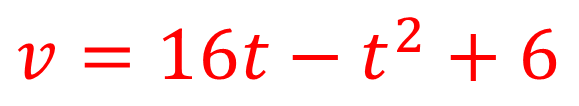 v = 16t − t² + 6